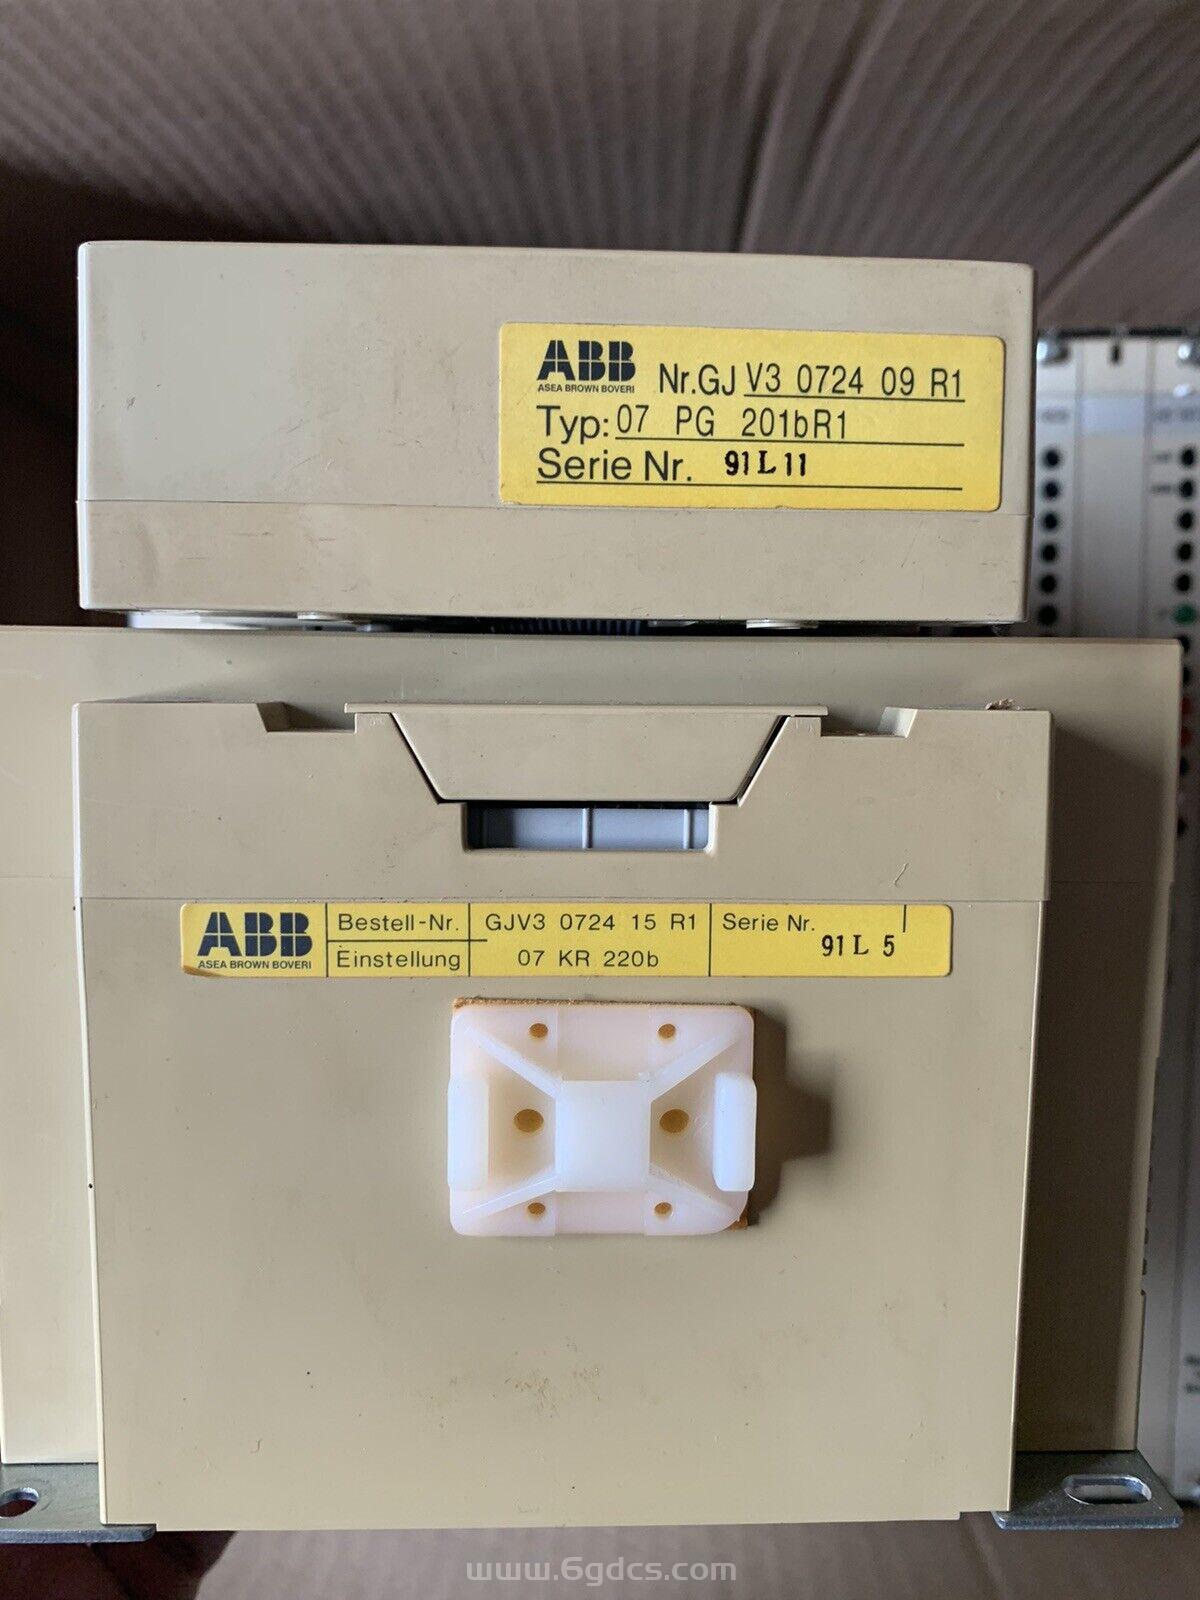 ABB
ASEA BROWN BOVERI
Nr.GJ V3 0724 09 R1
Typ: 07 PG 201bR1
Serie Nr. 91 L 11
ABB
ASEA BROWN BOVERI
Bestell-Nr. GJV3 0724 15 R1
Einstellung 07 KR 220b
Serie Nr.
91 L 5
www.6gdcs.com